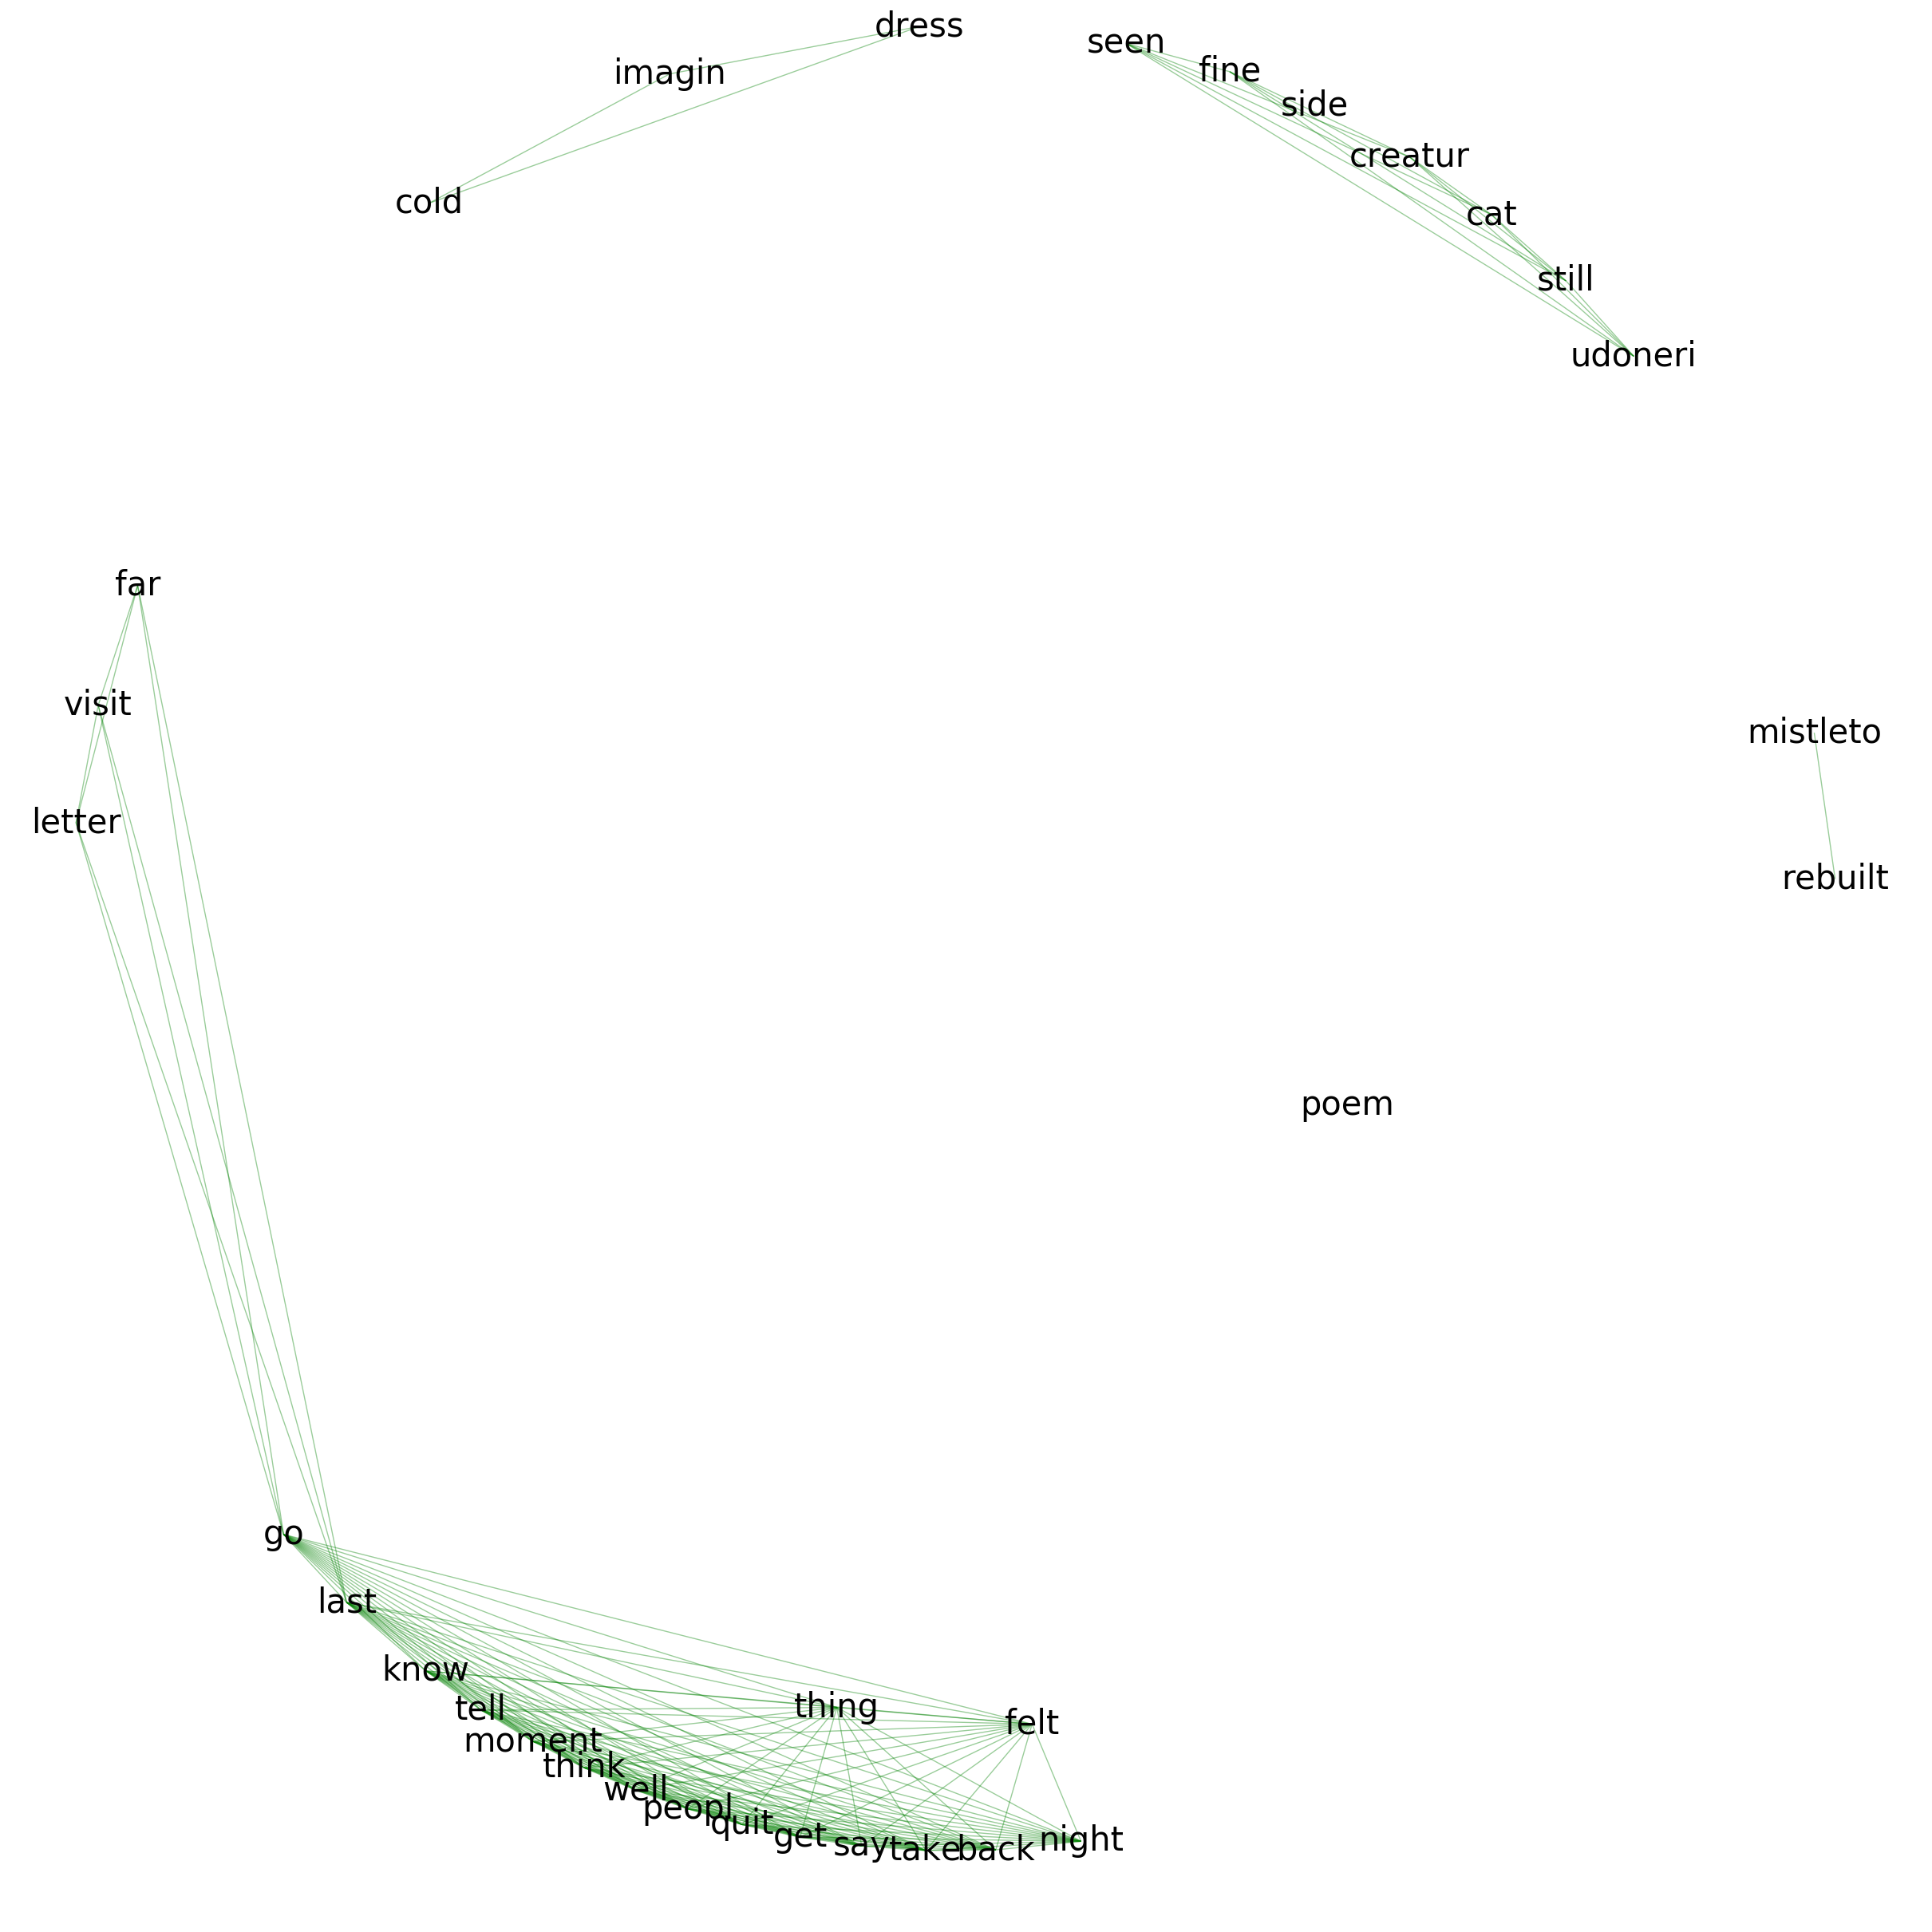 dress
seen
fine
imagin
side
creatur
cold
cat
still
udoneri
far
visit
mistleto
letter
rebuilt
poem
go
last
know
thing
tell
felt
moment
think
well
peopl
quit
get
say
take
back
night